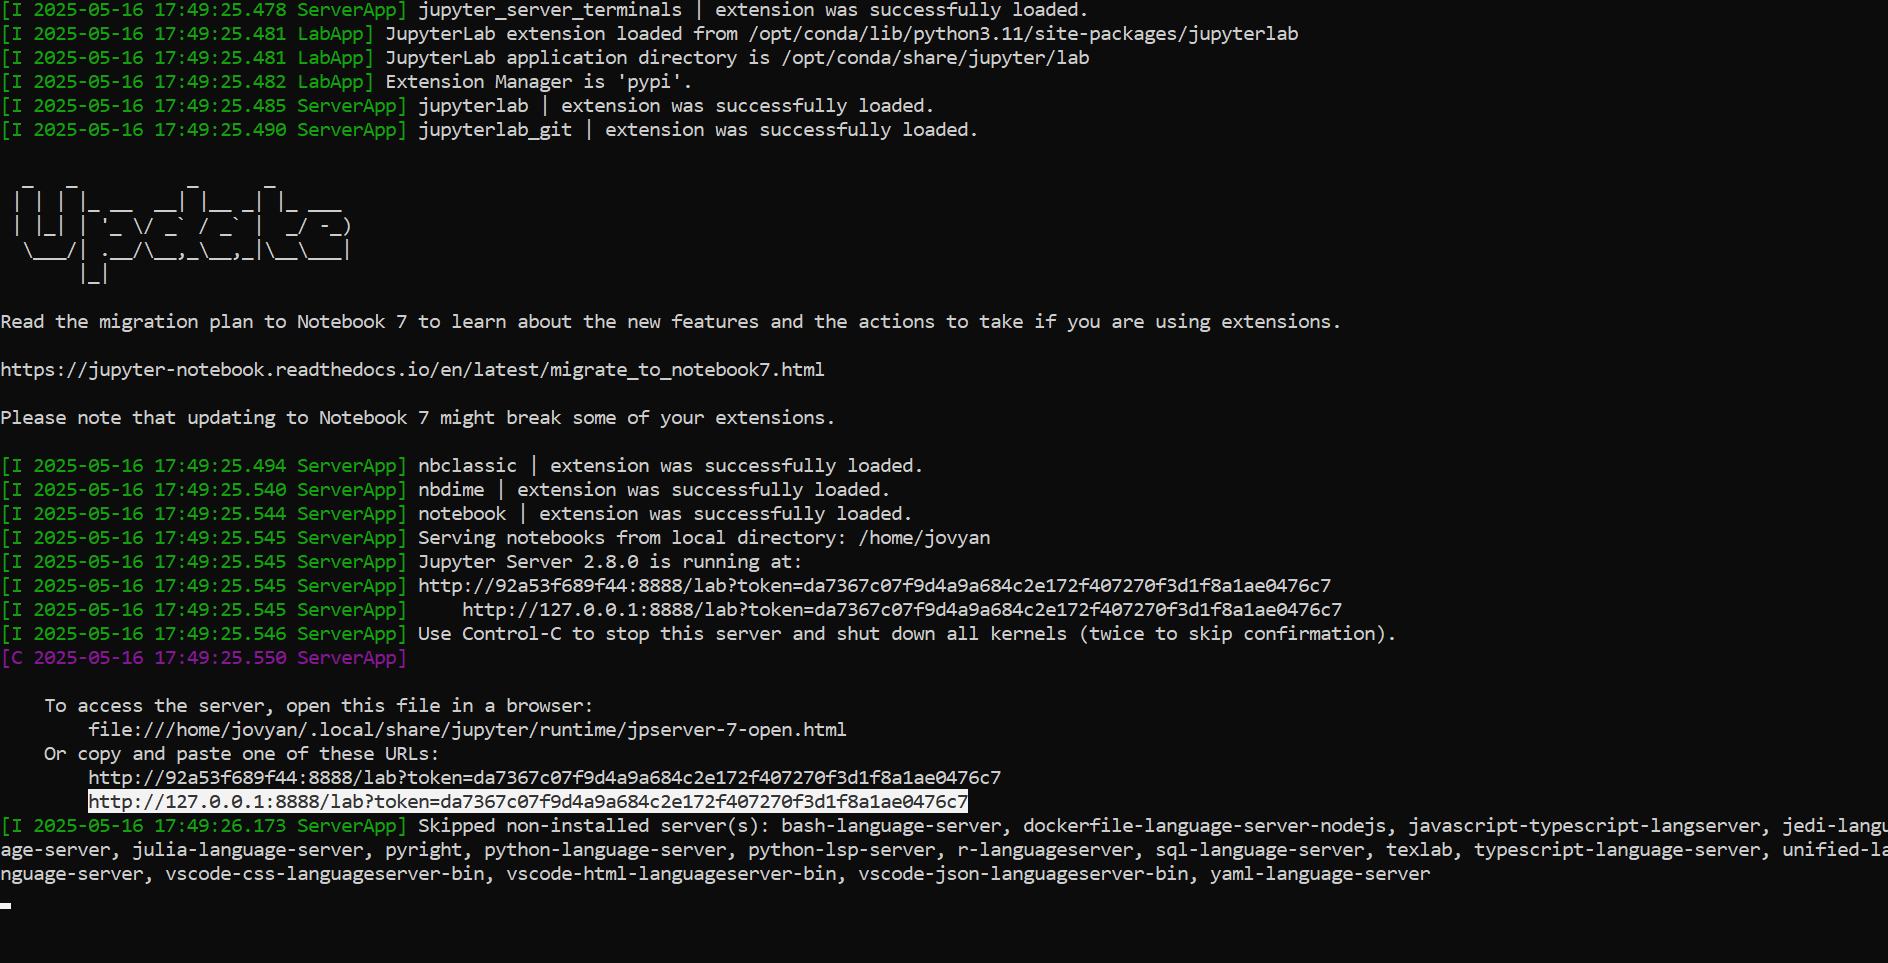 [I 2025-05-16 17:49:25.478 ServerApp] jupyter_server_terminals | extension was successfully loaded.
[I 2025-05-16 17:49:25.481 LabApp] JupyterLab extension loaded from /opt/conda/lib/python3.11/site-packages/jupyterlab
[I 2025-05-16 17:49:25.481 LabApp] JupyterLab application directory is /opt/conda/share/jupyter/lab
[I 2025-05-16 17:49:25.482 LabApp] Extension Manager is 'pypi'.
[I 2025-05-16 17:49:25.485 ServerApp] jupyterlab | extension was successfully loaded.
[I 2025-05-16 17:49:25.490 ServerApp] jupyterlab_git | extension was successfully loaded.
Update
Read the migration plan to Notebook 7 to learn about the new features and the actions to take if you are using extensions.
https://jupyter-notebook.readthedocs.io/en/latest/migrate_to_notebook7.html
Please note that updating to Notebook 7 might break some of your extensions.
[I 2025-05-16 17:49:25.494 ServerApp] nbclassic | extension was successfully loaded.
[I 2025-05-16 17:49:25.540 ServerApp] nbdime | extension was successfully loaded.
[I 2025-05-16 17:49:25.544 ServerApp] notebook | extension was successfully loaded.
[I 2025-05-16 17:49:25.545 ServerApp] Serving notebooks from local directory: /home/jovyan
[I 2025-05-16 17:49:25.545 ServerApp] Jupyter Server 2.8.0 is running at:
[I 2025-05-16 17:49:25.545 ServerApp] http://92a53f689f44:8888/lab?token=da7367c07f9d4a9a684c2e172f407270f3d1f8a1ae0476c7
[I 2025-05-16 17:49:25.545 ServerApp]     http://127.0.0.1:8888/lab?token=da7367c07f9d4a9a684c2e172f407270f3d1f8a1ae0476c7
[I 2025-05-16 17:49:25.546 ServerApp] Use Control-C to stop this server and shut down all kernels (twice to skip confirmation).
[C 2025-05-16 17:49:25.550 ServerApp]
To access the server, open this file in a browser:
file:///home/jovyan/.local/share/jupyter/runtime/jpserver-7-open.html
Or copy and paste one of these URLs:
http://92a53f689f44:8888/lab?token=da7367c07f9d4a9a684c2e172f407270f3d1f8a1ae0476c7
http://127.0.0.1:8888/lab?token=da7367c07f9d4a9a684c2e172f407270f3d1f8a1ae0476c7
[I 2025-05-16 17:49:26.173 ServerApp] Skipped non-installed server(s): bash-language-server, dockerfile-language-server-nodejs, javascript-typescript-langserver, jedi-langu
age-server, julia-language-server, pyright, python-language-server, python-lsp-server, r-languageserver, sql-language-server, texlab, typescript-language-server, unified-la
nguage-server, vscode-css-languageserver-bin, vscode-html-languageserver-bin, vscode-json-languageserver-bin, yaml-language-server